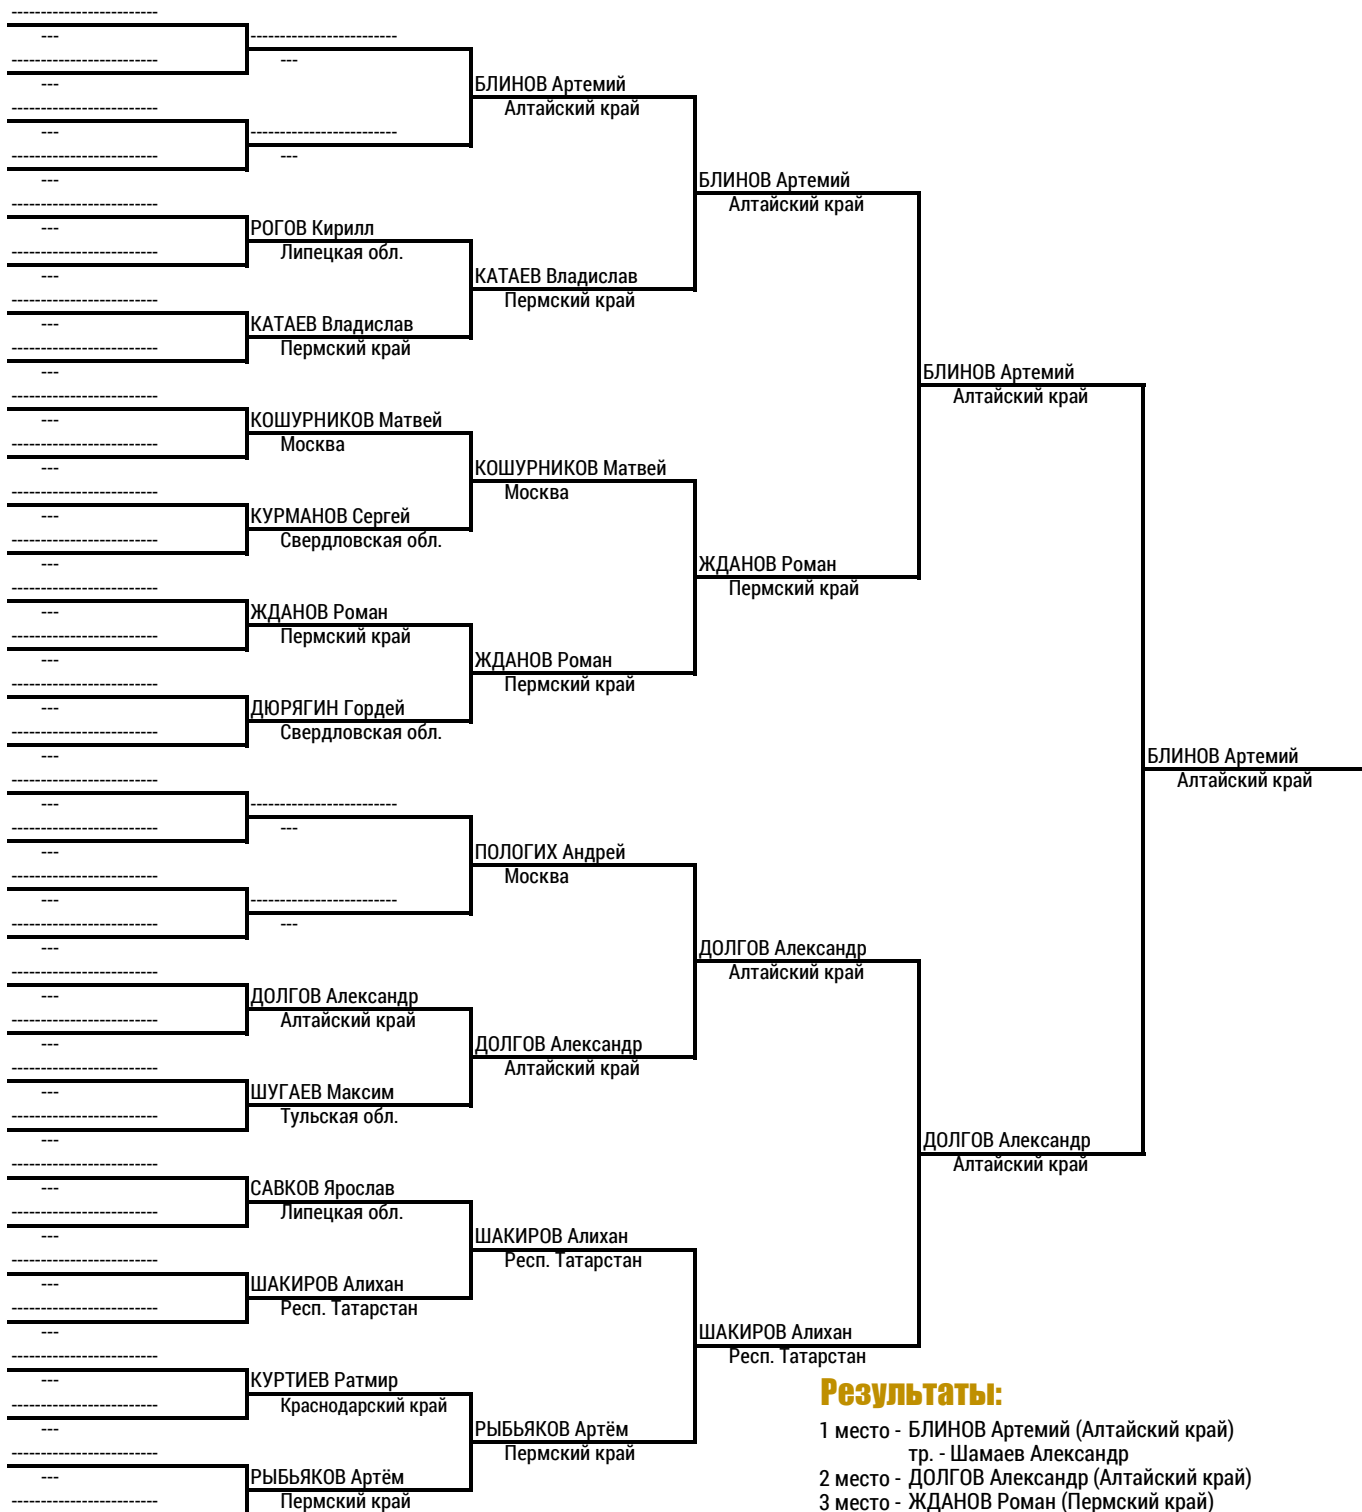 РОГОВ Кирилл
Липецкая обл.
КАТАЕВ Владислав
Пермский край
КОШУРНИКОВ Матвей
Москва
КУРМАНОВ Сергей
Свердловская обл.
ЖДАНОВ Роман
Пермский край
ДЮРЯГИН Гордей
Свердловская обл.
ДОЛГОВ Александр
Алтайский край
ШУГАЕВ Максим
Тульская обл.
САВКОВ Ярослав
Липецкая обл.
ШАКИРОВ Алихан
Респ. Татарстан
КУРТИЕВ Ратмир
Краснодарский край
РЫБЬЯКОВ Артём
Пермский край
БЛИНОВ Артемий
Алтайский край
КАТАЕВ Владислав
Пермский край
КОШУРНИКОВ Матвей
Москва
ЖДАНОВ Роман
Пермский край
ПОЛОГИХ Андрей
Москва
ДОЛГОВ Александр
Алтайский край
ШАКИРОВ Алихан
Респ. Татарстан
РЫБЬЯКОВ Артём
Пермский край
БЛИНОВ Артемий
Алтайский край
ЖДАНОВ Роман
Пермский край
ДОЛГОВ Александр
Алтайский край
ШАКИРОВ Алихан
Респ. Татарстан
БЛИНОВ Артемий
Алтайский край
ДОЛГОВ Александр
Алтайский край
БЛИНОВ Артемий
Алтайский край
Результаты:
1 место - БЛИНОВ Артемий (Алтайский край)
тр. - Шамаев Александр
2 место - ДОЛГОВ Александр (Алтайский край)
3 место - ЖДАНОВ Роман (Пермский край)